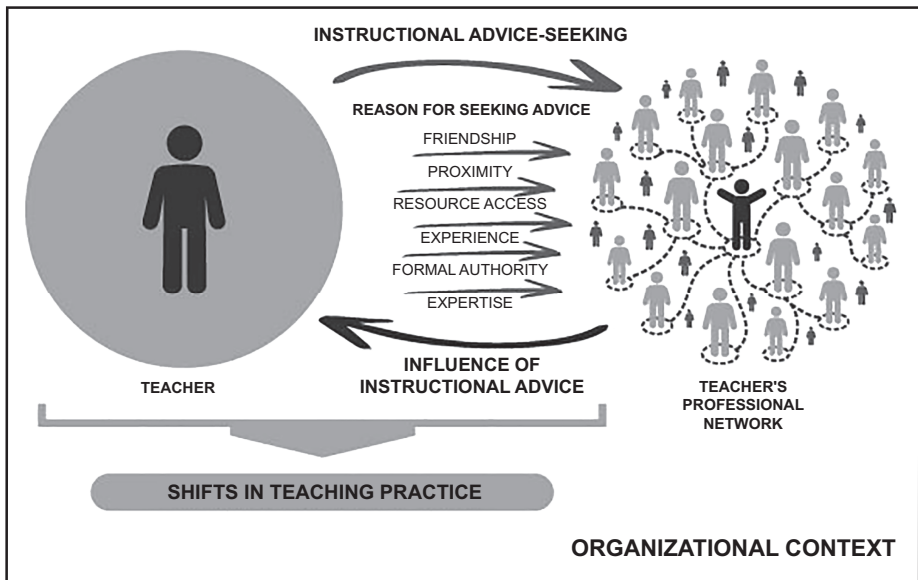 INSTRUCTIONAL ADVICE-SEEKING
REASON FOR SEEKING ADVICE
FRIENDSHIP
PROXIMITY
RESOURCE ACCESS
EXPERIENCE
FORMAL AUTHORITY
EXPERTISE
INFLUENCE OF
INSTRUCTIONAL ADVICE
TEACHER
TEACHER'S
PROFESSIONAL
NETWORK
SHIFTS IN TEACHING PRACTICE
ORGANIZATIONAL CONTEXT